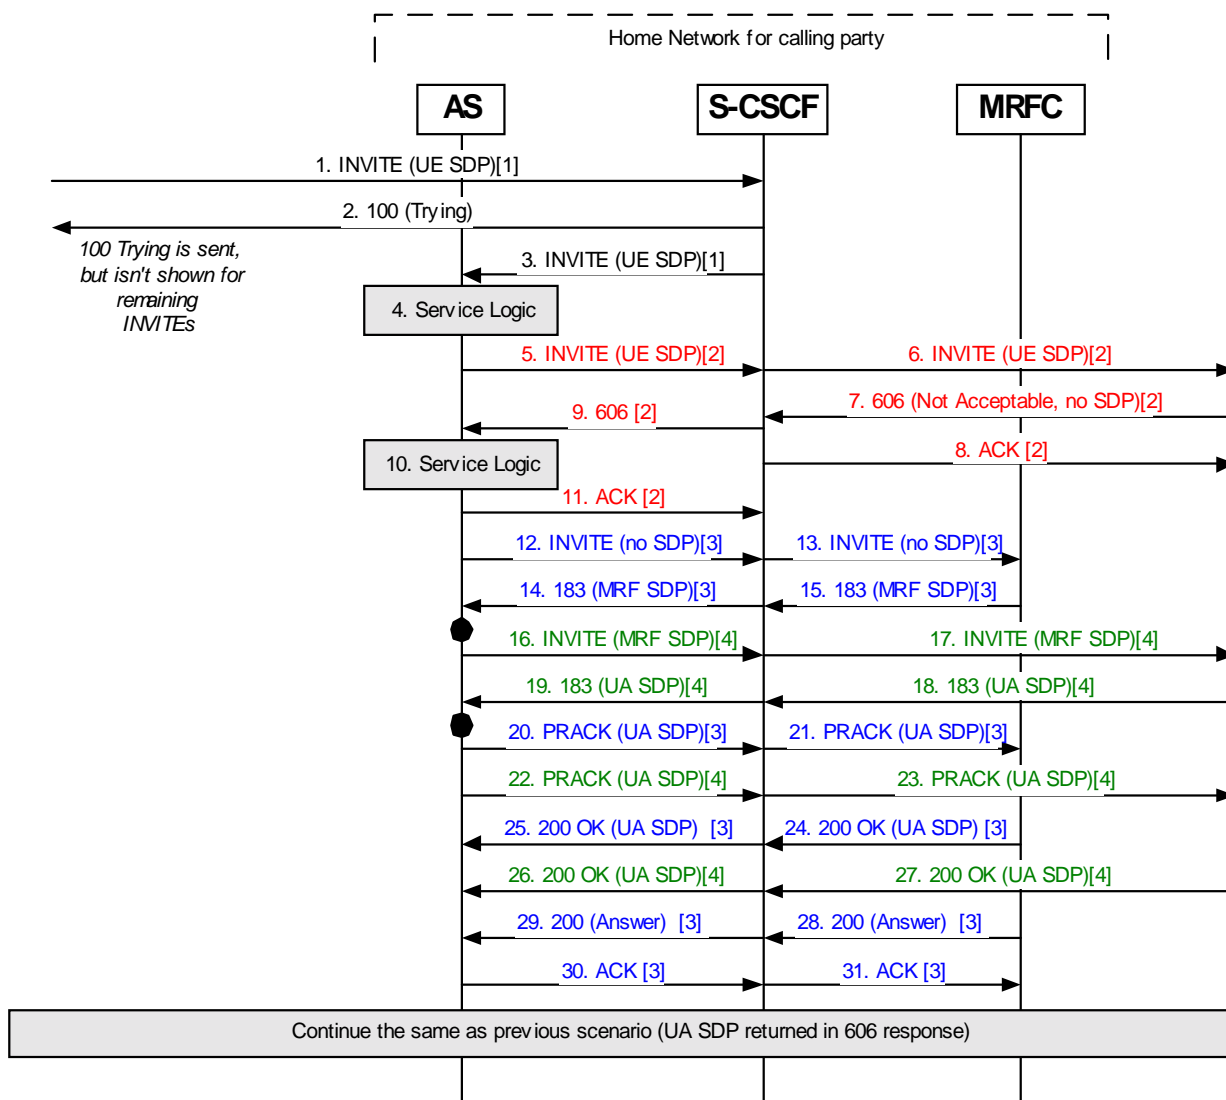 Home Network for calling party
AS
S-CSCF
MRFC
1. INVITE (UE SDP)[1]
2. 100 (Trying)
100 Trying is sent,
but isn't shown for
remaining
INVITEs
3. INVITE (UE SDP)[1]
4. Service Logic
5. INVITE (UE SDP)[2]
6. INVITE (UE SDP)[2]
7. 606 (Not Acceptable, no SDP)[2]
9. 606 [2]
10. Service Logic
8. ACK [2]
11. ACK [2]
12. INVITE (no SDP)[3]
13. INVITE (no SDP)[3]
14. 183 (MRF SDP)[3]
15. 183 (MRF SDP)[3]
16. INVITE (MRF SDP)[4]
17. INVITE (MRF SDP)[4]
19. 183 (UA SDP)[4]
18. 183 (UA SDP)[4]
20. PRACK (UA SDP)[3]
21. PRACK (UA SDP)[3]
22. PRACK (UA SDP)[4]
23. PRACK (UA SDP)[4]
25. 200 OK (UA SDP) [3]
24. 200 OK (UA SDP) [3]
26. 200 OK (UA SDP)[4]
27. 200 OK (UA SDP)[4]
29. 200 (Answer) [3]
28. 200 (Answer) [3]
30. ACK [3]
31. ACK [3]
Continue the same as previous scenario (UA SDP returned in 606 response)